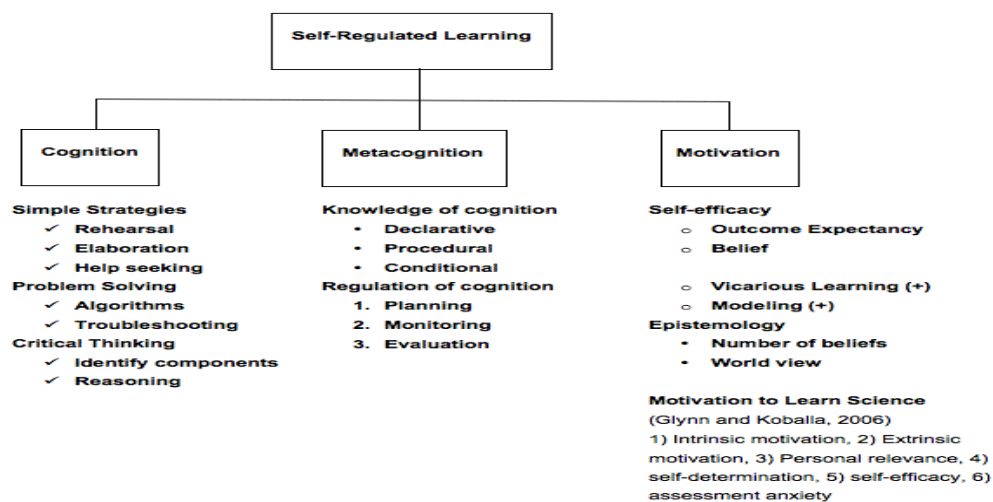 Self-Regulated Learning
Cognition
Metacognition
Motivation
Simple Strategies
✓ Rehearsal
✓ Elaboration
✓ Help seeking
Problem Solving
✓ Algorithms
✓ Troubleshooting
Critical Thinking
✓ Identify components
✓ Reasoning
Knowledge of cognition
• Declarative
• Procedural
• Conditional
Regulation of cognition
1. Planning
2. Monitoring
3. Evaluation
Self-efficacy
○ Outcome Expectancy
○ Belief
○ Vicarious Learning (+)
○ Modeling (+)
Epistemology
• Number of beliefs
• World view
Motivation to Learn Science
(Glynn and Koballa, 2006)
1) Intrinsic motivation, 2) Extrinsic
motivation, 3) Personal relevance, 4)
self-determination, 5) self-efficacy, 6)
assessment anxiety